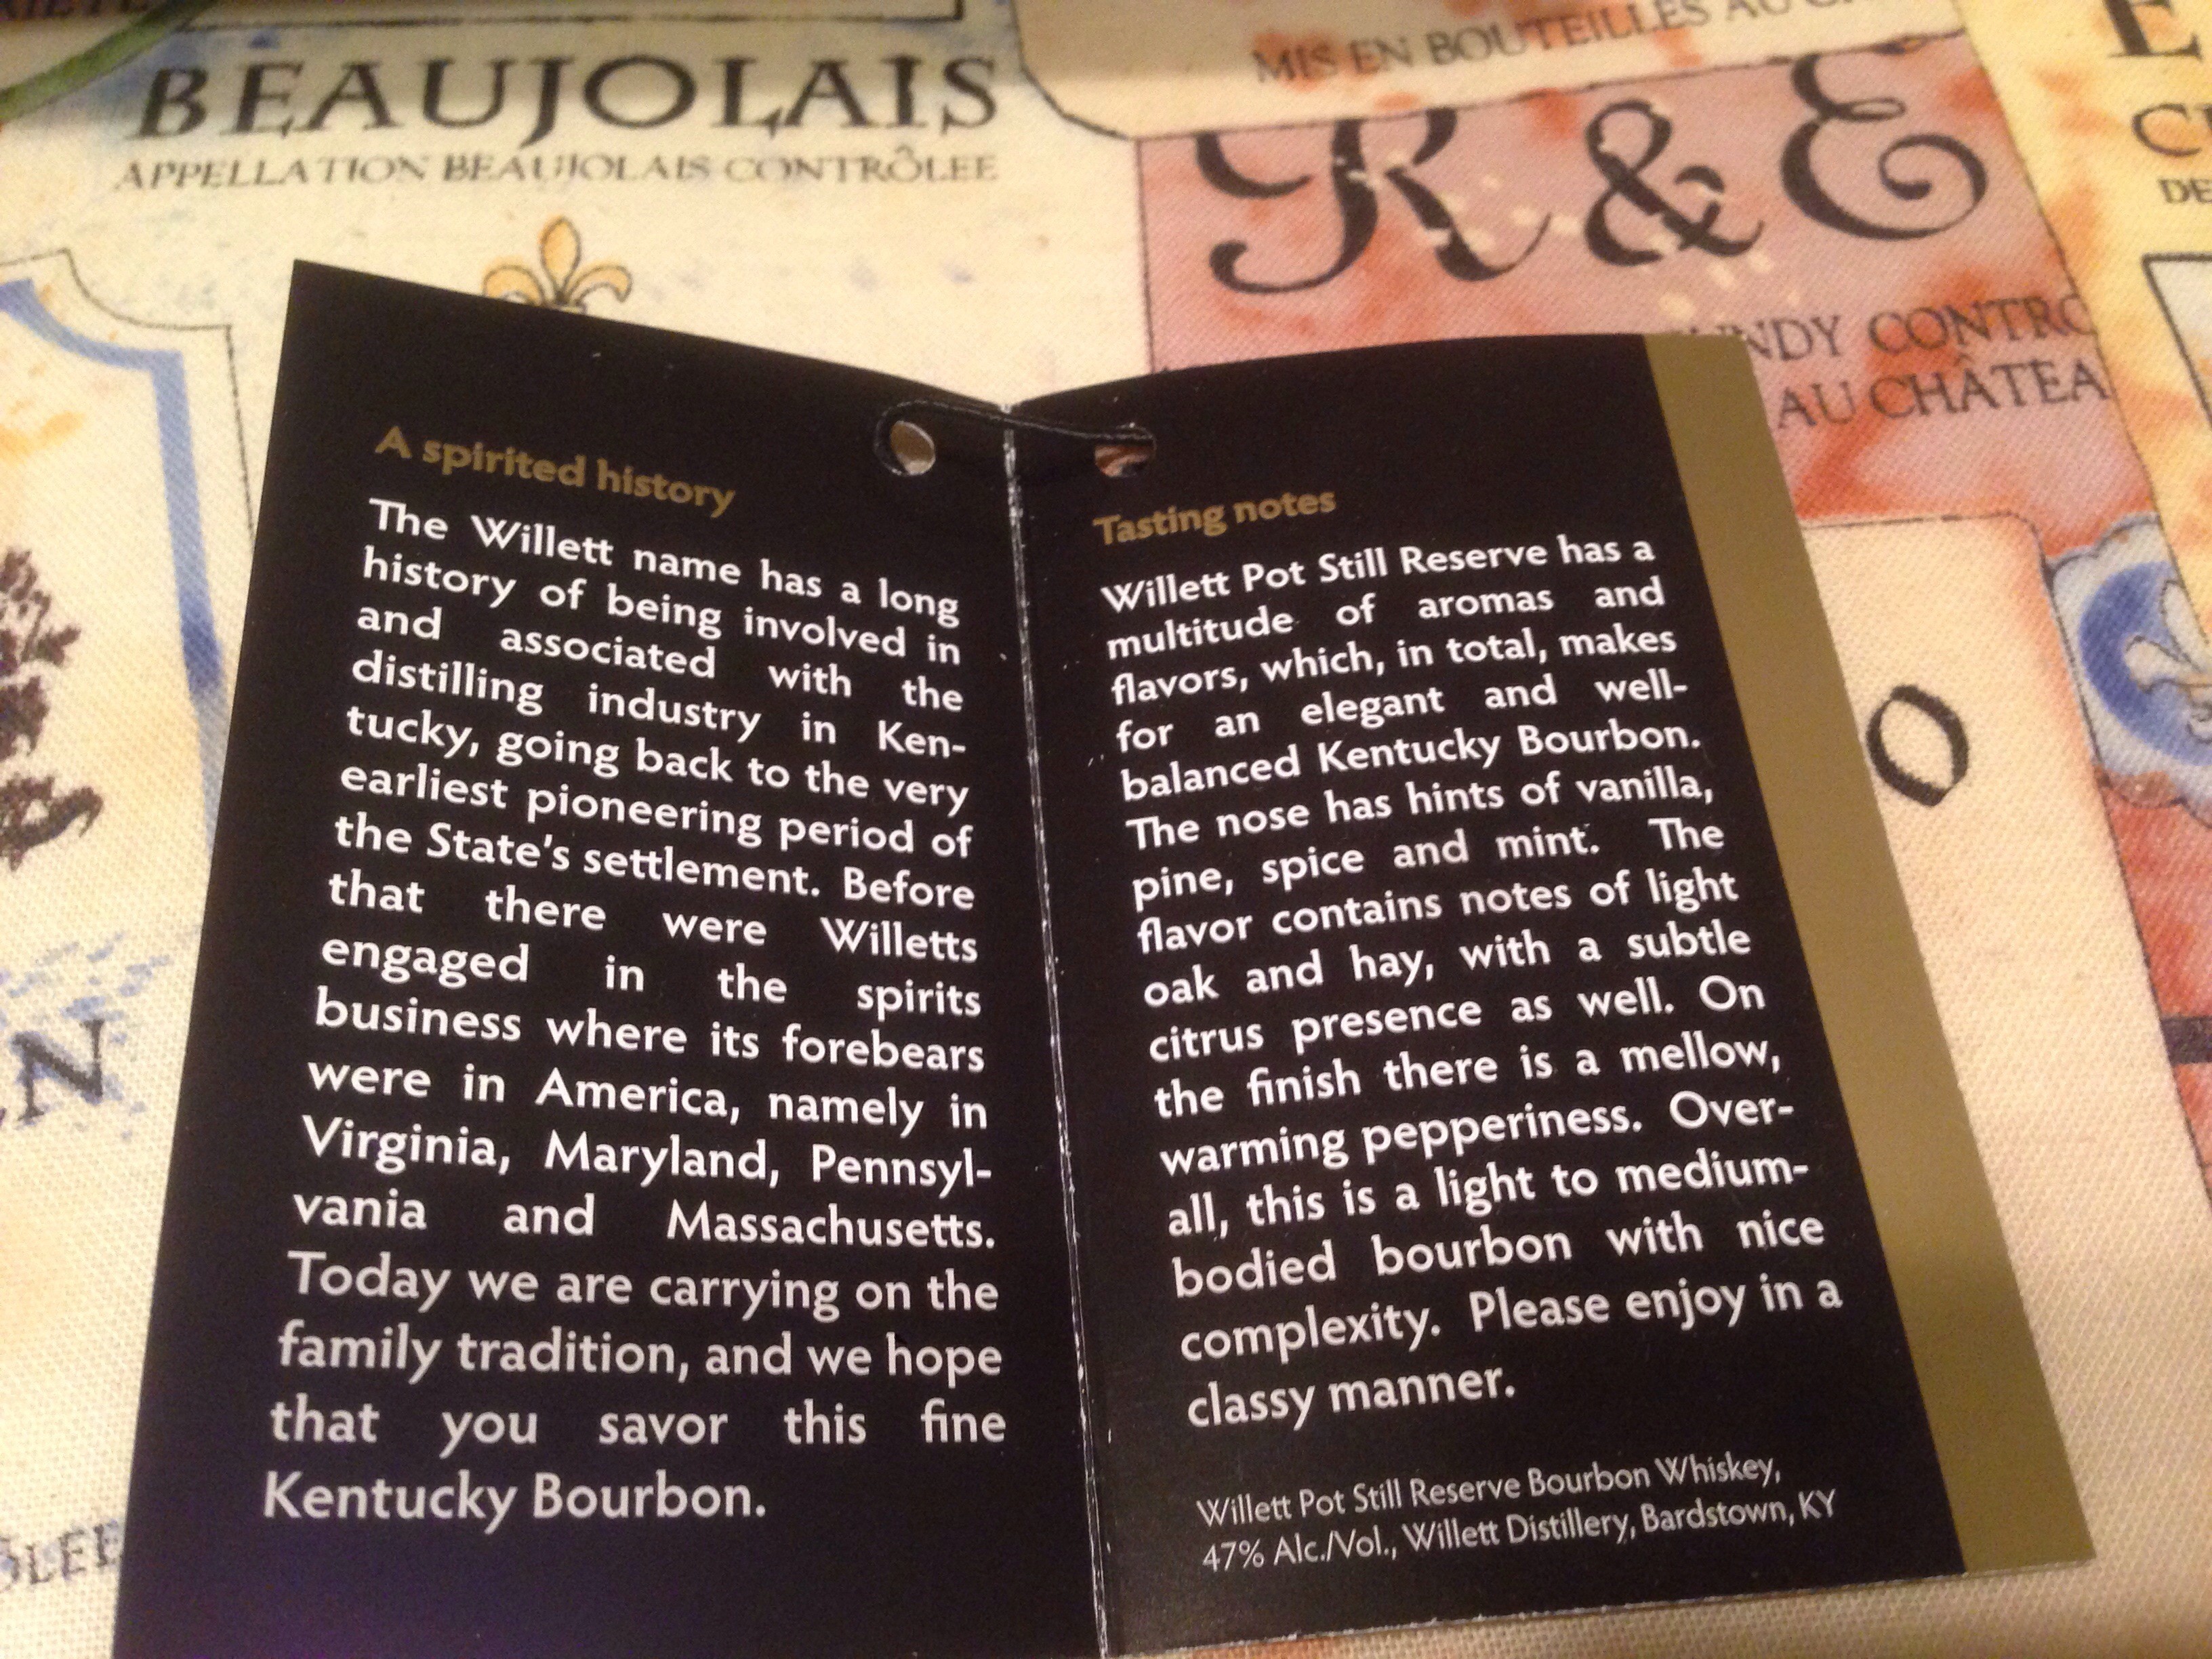 BEAUJOLAIS
APPELLATION BEAUJOLAIS CONTRÔLEE
MIS EN BOUTEILLES AU
R & E
CONTRO
AU CHÂTEA
DE
O
N
A spirited history
The Willett name has a long
history of being involved in
and associated with the
distilling industry in Ken-
tucky, going back to the very
earliest pioneering period of
the State's settlement. Before
that there were Willetts
engaged in the spirits
business where its forebears
were in America, namely in
Virginia, Maryland, Pennsyl-
vania and Massachusetts.
Today we are carrying on the
family tradition, and we hope
that you savor this fine
Kentucky Bourbon.
Tasting notes
Willett Pot Still Reserve has a
multitude of aromas and
flavors, which, in total, makes
for an elegant and well-
balanced Kentucky Bourbon.
The nose has hints of vanilla,
pine, spice and mint. The
flavor contains notes of light
oak and hay, with a subtle
citrus presence as well. On
the finish there is a mellow,
warming pepperiness. Over-
all, this is a light to medium-
bodied bourbon with nice
complexity. Please enjoy in a
classy manner.
Willett Pot Still Reserve Bourbon Whiskey,
47% Alc./Vol., Willett Distillery, Bardstown, KY